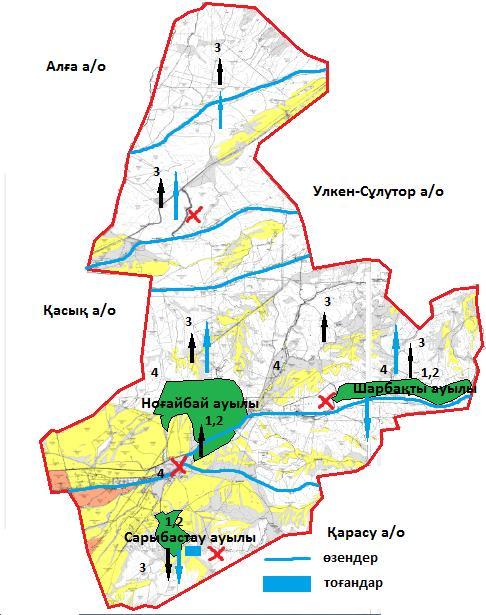 Алға а/о
3
3
Улкен-Сұлутор а/о
Қасық а/о
3
3
3
4
4
4
1,2
Шарбақты ауылы
Ноғайбай ауылы
1,2
4
1,2
Сарыбастау ауылы
3
Қарасу а/о
өзендер
тоғандар